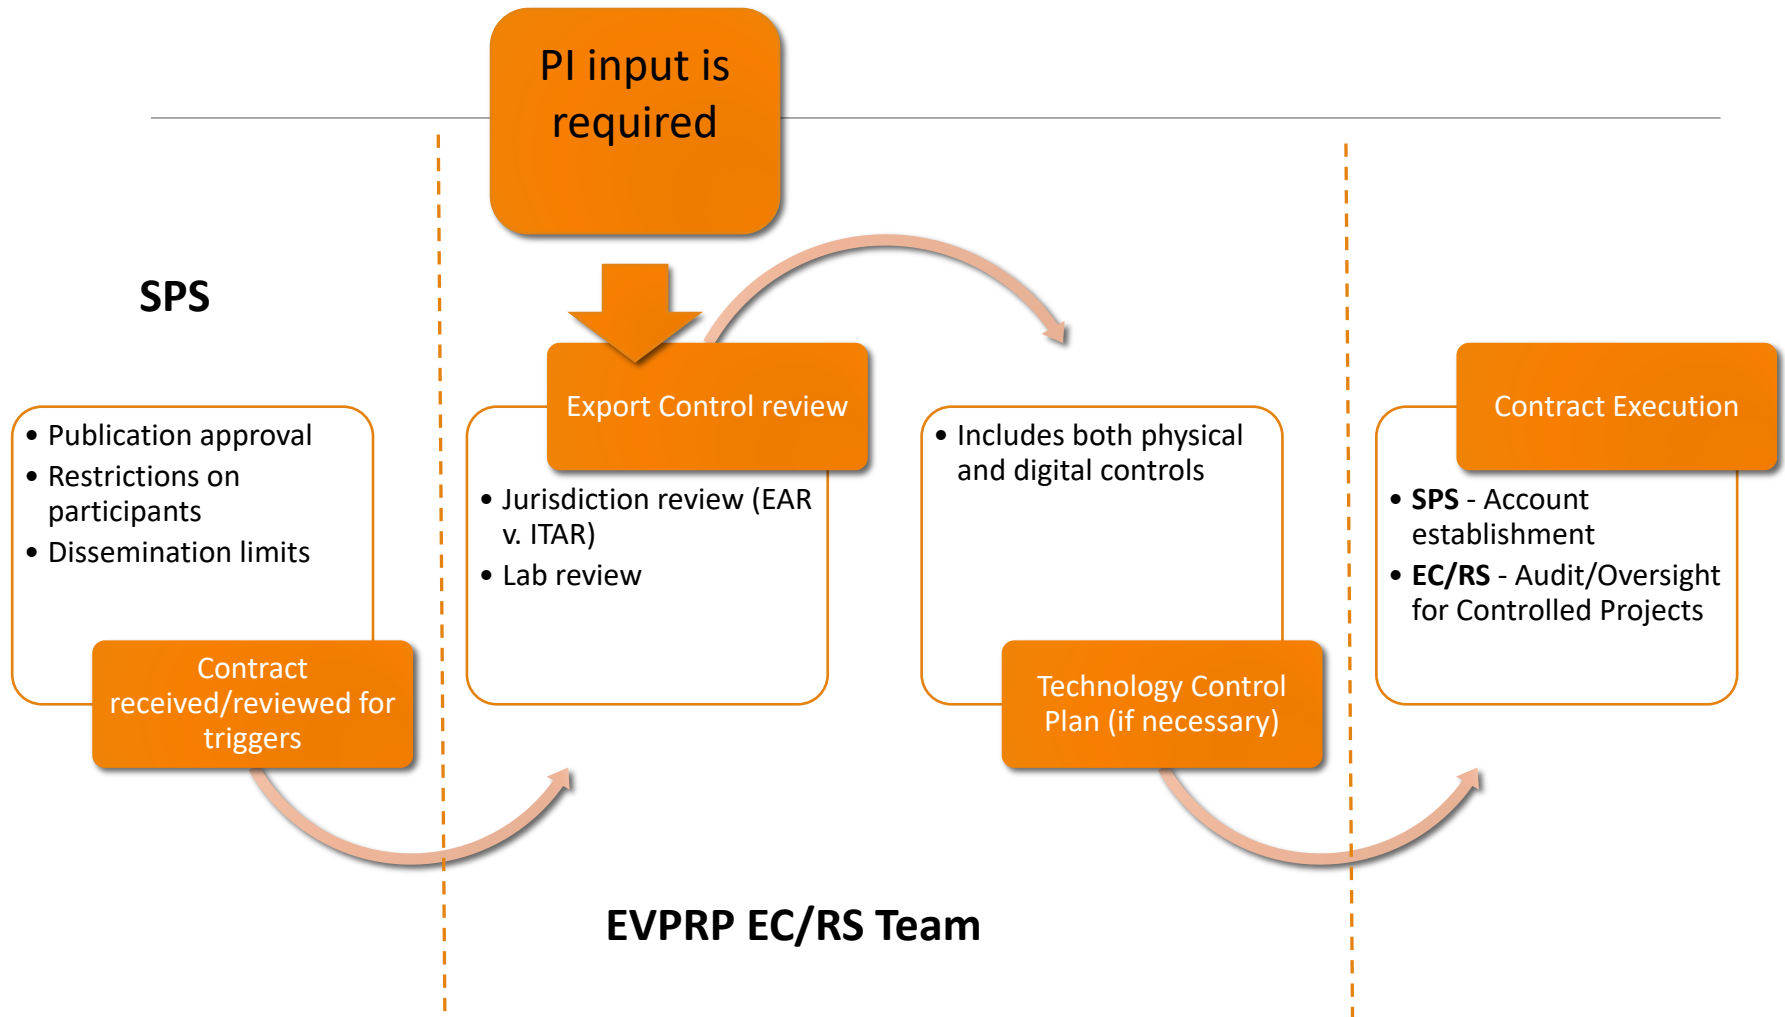 PI input is
required
SPS
• Publication approval
• Restrictions on
participants
• Dissemination limits
Contract
received/reviewed for
triggers
Export Control review
• Jurisdiction review (EAR
v. ITAR)
• Lab review
• Includes both physical
and digital controls
Technology Control
Plan (if necessary)
Contract Execution
• SPS - Account
establishment
• EC/RS - Audit/Oversight
for Controlled Projects
EVPRP EC/RS Team